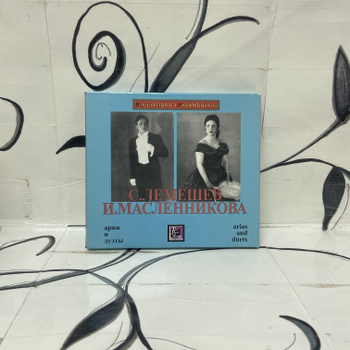 С. ЛЕМЕШЕВ
И. МАСЛЕННИКОВА
арии
и
дуэты
arias
and
duets